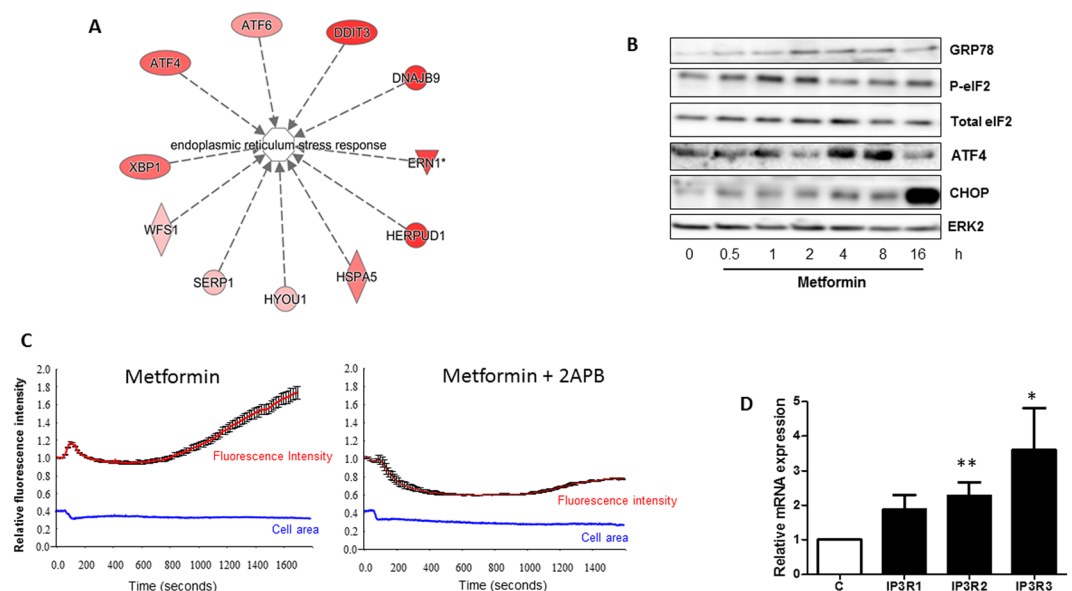 A
ATF6
DDIT3
ATF4
DNAJB9
endoplasmic reticulum stress response
ERN1*
XBP1
WFS1
HERPUD1
SERP1
HSPA5
HYOU1
B
GRP78
P-eIF2
Total eIF2
ATF4
CHOP
ERK2
0 0.5 1 2 4 8 16 h
Metformin
C
Metformin
Relative fluorescence intensity
2.0
1.8
1.6
1.4
1.2
1.0
0.8
0.6
0.4
0.2
0.0
Fluorescence Intensity
Cell area
0.0 200 400 600 800 1000 1200 1400 1600
Time (seconds)
Metformin + 2APB
2.0
1.8
1.6
1.4
1.2
1.0
0.8
0.6
0.4
0.2
0.0
Fluorescence intensity
Cell area
0.0 200 400 600 800 1000 1200 1400
Time (seconds)
D
Relative mRNA expression
5
4
3
2
1
0
**
*
C IP3R1 IP3R2 IP3R3